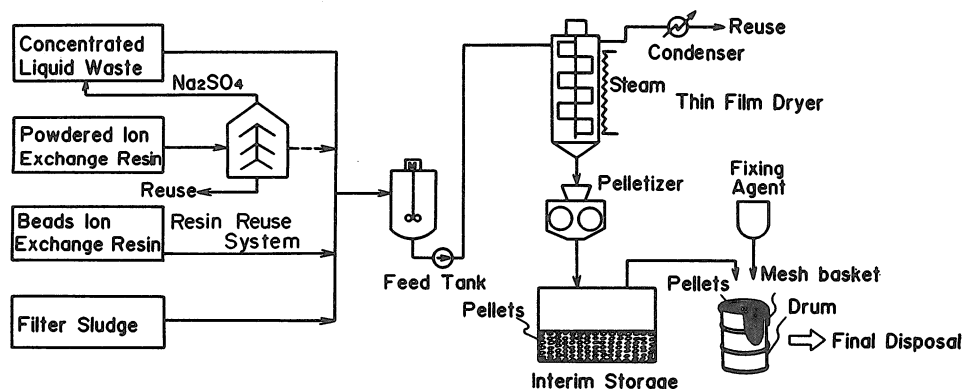 Concentrated
Liquid Waste
Na2SO4
Powdered Ion
Exchange Resin
Reuse
Beads Ion
Exchange Resin
Resin Reuse
System
Filter Sludge
M
Feed Tank
Reuse
Condenser
Steam
Thin Film Dryer
Pelletizer
Fixing
Agent
Pellets
Interim Storage
Mesh basket
Pellets
Drum
Final Disposal